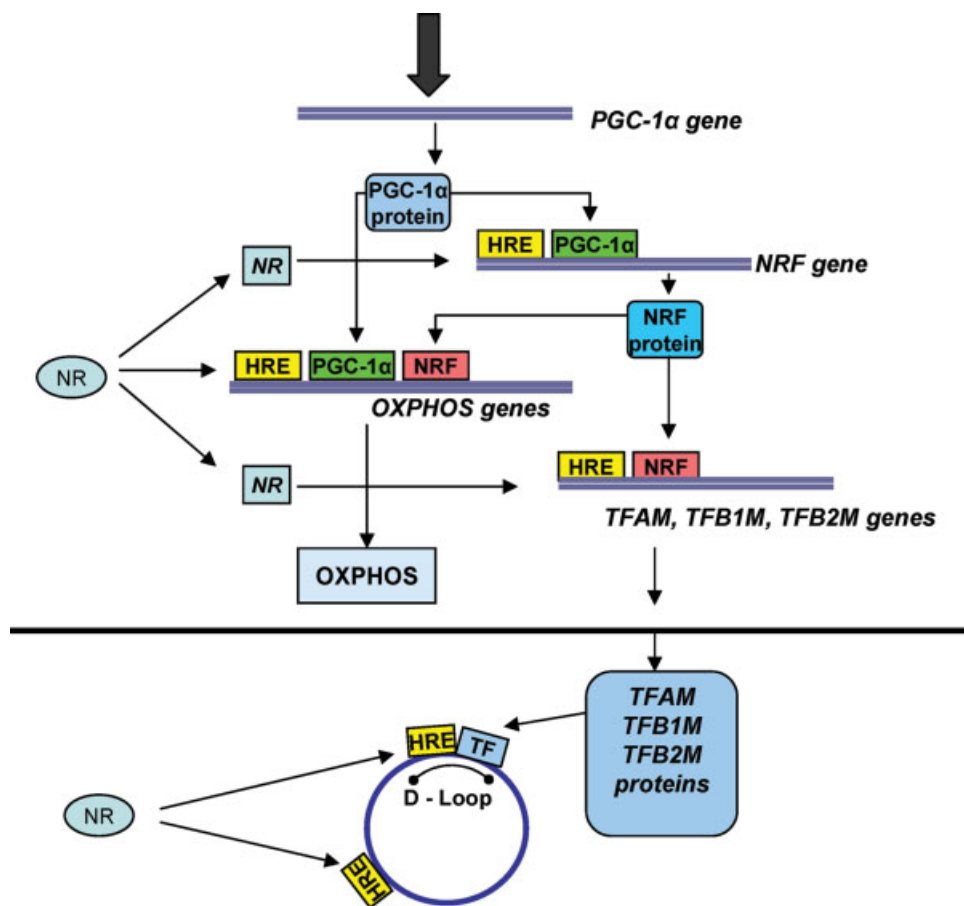 PGC-1α gene
PGC-1α
protein
HRE
PGC-1α
NRF gene
NR
NRF
protein
NR
HRE
PGC-1α
NRF
OXPHOS genes
NR
HRE
NRF
TFAM, TFB1M, TFB2M genes
OXPHOS
TFAM
TFB1M
TFB2M
proteins
HRE
TF
D - Loop
NR
HRE